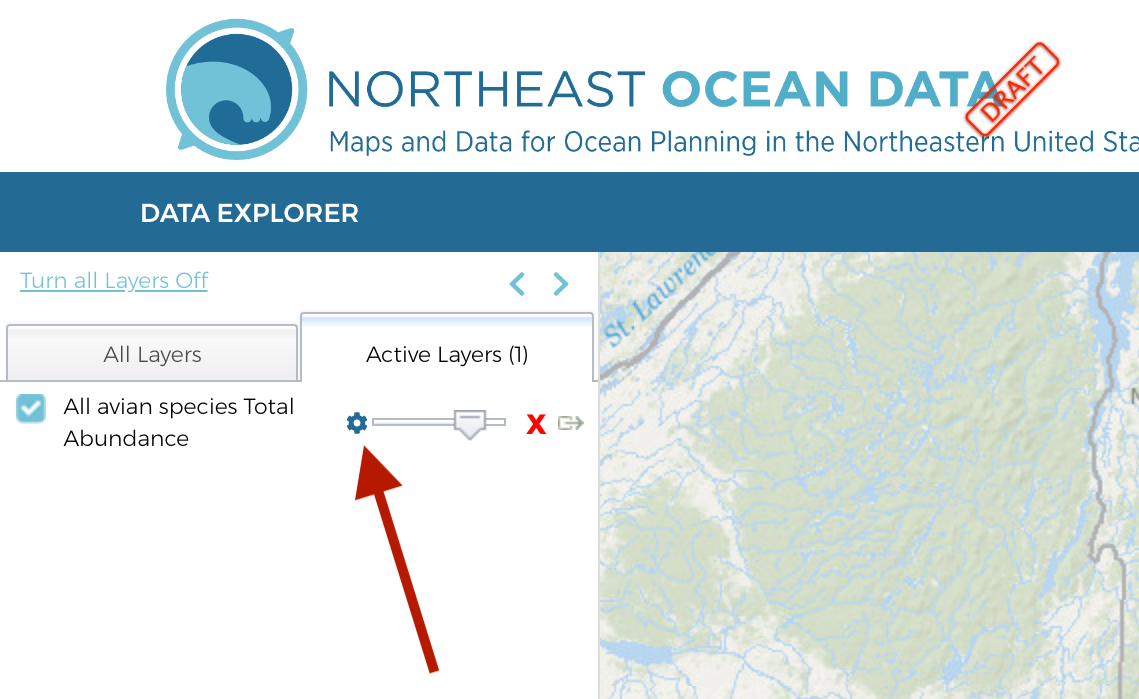 NORTHEAST OCEAN DATA
DRAFT
Maps and Data for Ocean Planning in the Northeastern United Sta
DATA EXPLORER
Turn all Layers Off
All Layers
Active Layers (1)
All avian species Total
Abundance
X
St. Lawren